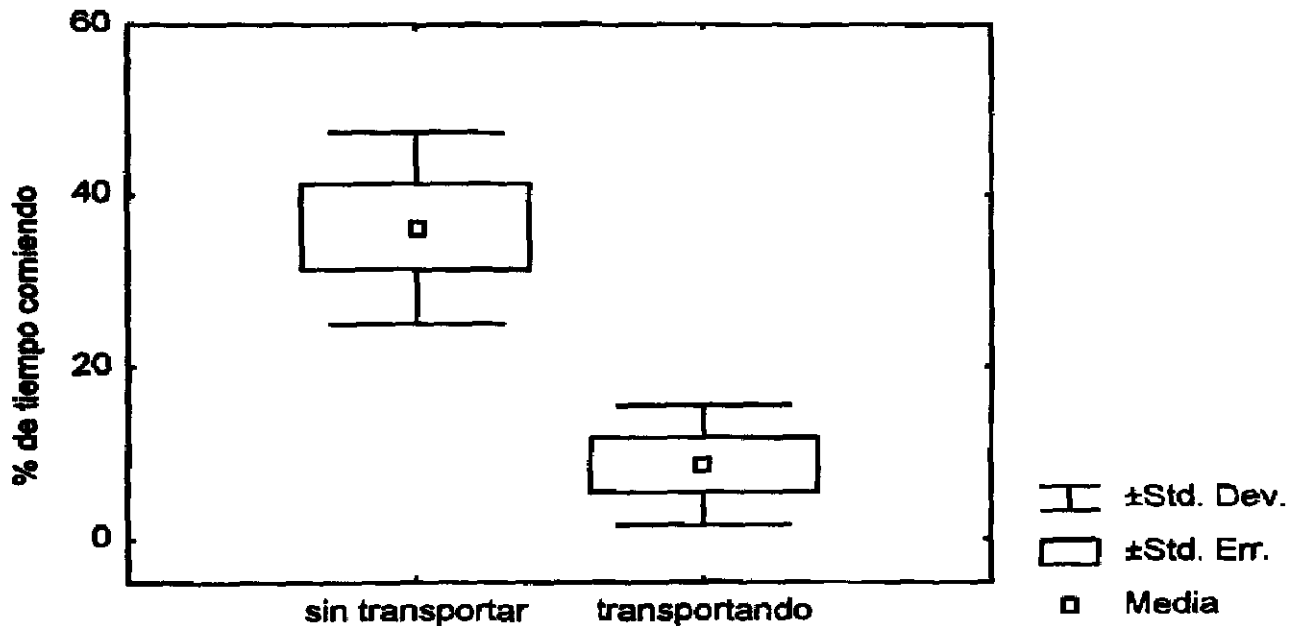 60
40
20
0
% de tiempo comiendo
sin transportar
transportando
±Std. Dev.
±Std. Err.
Media